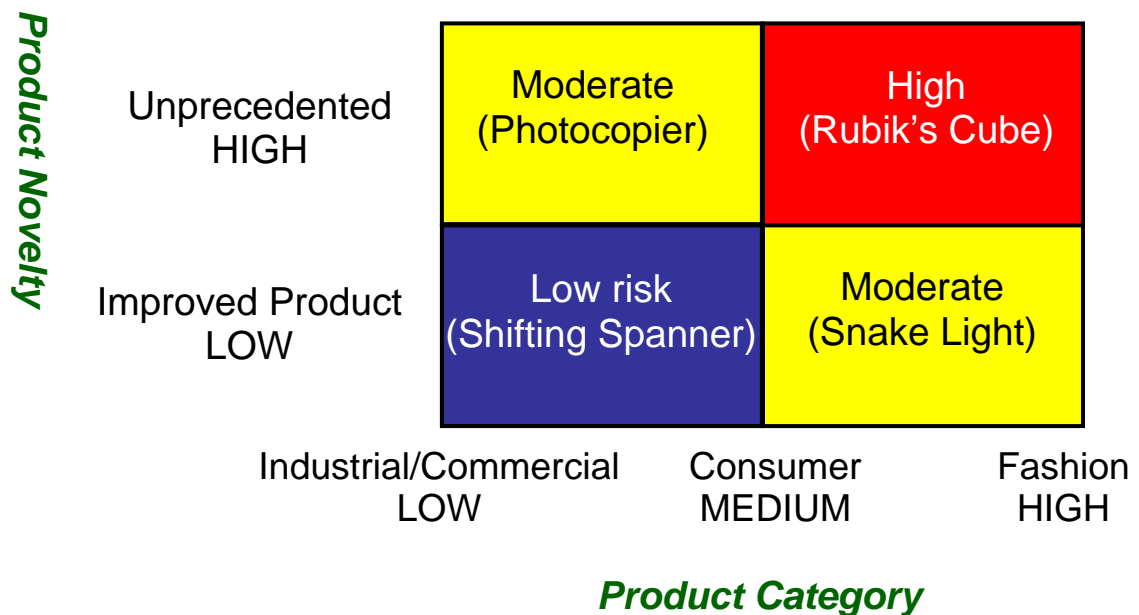 Product Novelty
Unprecedented
HIGH
Moderate
(Photocopier)
High
(Rubik's Cube)
Improved Product
LOW
Low risk
(Shifting Spanner)
Moderate
(Snake Light)
Industrial/Commercial
LOW
Consumer
MEDIUM
Fashion
HIGH
Product Category